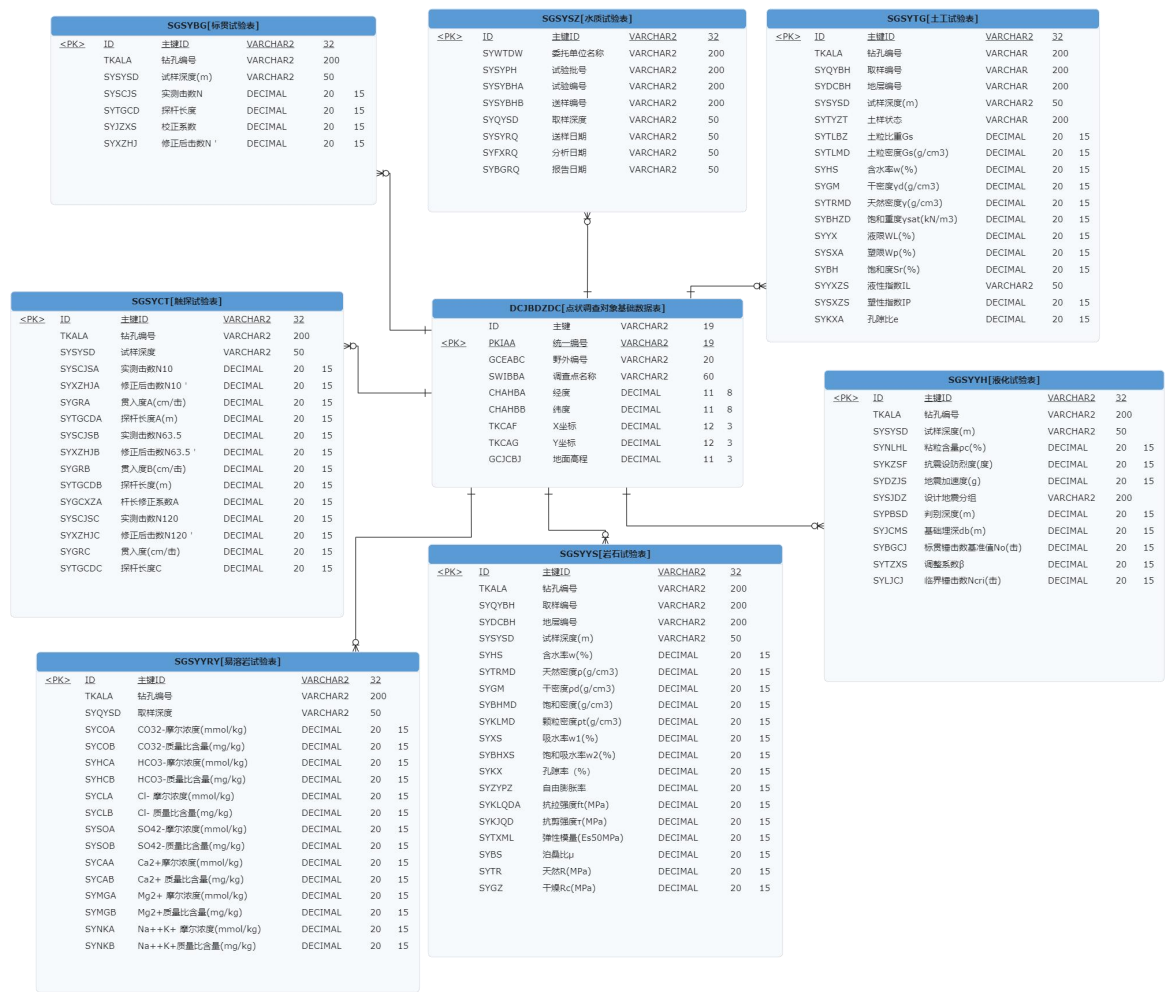 SGSYBG[标贯试验表]
<PK> ID 主键ID VARCHAR2 32
TKALA 钻孔编号 VARCHAR2 200
SYSYSD 试样深度(m) VARCHAR2 50
SYSCJS 实测击数N DECIMAL 20 15
SYTGCD 探杆长度 DECIMAL 20 15
SYJZXS 校正系数 DECIMAL 20 15
SYXZHJ 修正后击数N ' DECIMAL 20 15
SGSYSZ[水质试验表]
<PK> ID 主键ID VARCHAR2 32
SYWTDW 委托单位名称 VARCHAR2 200
SYSYPH 试验批号 VARCHAR2 200
SYSYBHA 试验编号 VARCHAR2 200
SYSYBHB 送样编号 VARCHAR2 200
SYQYSD 取样深度 VARCHAR2 50
SYSYRQ 送样日期 VARCHAR2 50
SYFXRQ 分析日期 VARCHAR2 50
SYBGRQ 报告日期 VARCHAR2 50
SGSYTG[土工试验表]
<PK> ID 主键ID VARCHAR2 32
TKALA 钻孔编号 VARCHAR 200
SYQYBH 取样编号 VARCHAR 200
SYDCBH 地层编号 VARCHAR 200
SYSYSD 试样深度(m) VARCHAR2 50
SYTYZT 土样状态 VARCHAR 200
SYTLBZ 土粒比重Gs DECIMAL 20 15
SYTLMD 土粒密度Gs(g/cm3) DECIMAL 20 15
SYHS 含水率w(%) DECIMAL 20 15
SYGM 干密度γd(g/cm3) DECIMAL 20 15
SYTRMD 天然密度γ(g/cm3) DECIMAL 20 15
SYBHZD 饱和重度γsat(kN/m3) DECIMAL 20 15
SYYX 液限WL(%) DECIMAL 20 15
SYSXA 塑限Wp(%) DECIMAL 20 15
SYBH 饱和度Sr(%) DECIMAL 20 15
SYYXZS 液性指数IL VARCHAR2 50
SYSXZS 塑性指数IP DECIMAL 20 15
SYKXA 孔隙比e DECIMAL 20 15
SGSYCT[触探试验表]
<PK> ID 主键ID VARCHAR2 32
TKALA 钻孔编号 VARCHAR2 200
SYSYSD 试样深度 VARCHAR2 50
SYSCJSA 实测击数N10 DECIMAL 20 15
SYXZHJA 修正后击数N10 ' DECIMAL 20 15
SYGRA 贯入度A(cm/击) DECIMAL 20 15
SYTGCDA 探杆长度A(m) DECIMAL 20 15
SYSCJSB 实测击数N63.5 DECIMAL 20 15
SYXZHJB 修正后击数N63.5 ' DECIMAL 20 15
SYGRB 贯入度B(cm/击) DECIMAL 20 15
SYTGCDB 探杆长度(m) DECIMAL 20 15
SYGCXZA 杆长修正系数A DECIMAL 20 15
SYSCJSC 实测击数N120 DECIMAL 20 15
SYXZHJC 修正后击数N120 ' DECIMAL 20 15
SYGRC 贯入度(cm/击) DECIMAL 20 15
SYTGCDC 探杆长度C DECIMAL 20 15
DCJBDZDC[点状调查对象基础数据表]
ID 主键 VARCHAR2 19
<PK> PKIAA 统一编号 VARCHAR2 19
GCEABC 野外编号 VARCHAR2 20
SWIBBA 调查点名称 VARCHAR2 60
CHAHBA 经度 DECIMAL 11 8
CHAHBB 纬度 DECIMAL 11 8
TKCAF X坐标 DECIMAL 12 3
TKCAG Y坐标 DECIMAL 12 3
GCJCBJ 地面高程 DECIMAL 11 3
SGSYYH[液化试验表]
<PK> ID 主键ID VARCHAR2 32
TKALA 钻孔编号 VARCHAR2 200
SYSYSD 试样深度(m) VARCHAR2 50
SYNLHL 粘粒含量ρc(%) DECIMAL 20 15
SYKZSF 抗震设防烈度(度) DECIMAL 20 15
SYDZJS 地震加速度(g) DECIMAL 20 15
SYSJDZ 设计地震分组 VARCHAR2 200
SYPBSD 判别深度(m) DECIMAL 20 15
SYJCMS 基础埋深db(m) DECIMAL 20 15
SYBGCJ 标贯锤击数基准值No(击) DECIMAL 20 15
SYTZXS 调整系数β DECIMAL 20 15
SYLJCJ 临界锤击数Ncri(击) DECIMAL 20 15
SGSYYRY[易溶岩试验表]
<PK> ID 主键ID VARCHAR2 32
TKALA 钻孔编号 VARCHAR2 200
SYQYSD 取样深度 VARCHAR2 50
SYCOA CO32-摩尔浓度(mmol/kg) DECIMAL 20 15
SYCOB CO32-质量比含量(mg/kg) DECIMAL 20 15
SYHCA HCO3-摩尔浓度(mmol/kg) DECIMAL 20 15
SYHCB HCO3-质量比含量(mg/kg) DECIMAL 20 15
SYCLA Cl- 摩尔浓度(mmol/kg) DECIMAL 20 15
SYCLB Cl- 质量比含量(mg/kg) DECIMAL 20 15
SYSOA SO42-摩尔浓度(mmol/kg) DECIMAL 20 15
SYSOB SO42-质量比含量(mg/kg) DECIMAL 20 15
SYCAA Ca2+摩尔浓度(mmol/kg) DECIMAL 20 15
SYCAB Ca2+ 质量比含量(mg/kg) DECIMAL 20 15
SYMGA Mg2+ 摩尔浓度(mmol/kg) DECIMAL 20 15
SYMGB Mg2+质量比含量(mg/kg) DECIMAL 20 15
SYNKA Na++K+ 摩尔浓度(mmol/kg) DECIMAL 20 15
SYNKB Na++K+质量比含量(mg/kg) DECIMAL 20 15
SGSYYS[岩石试验表]
<PK> ID 主键ID VARCHAR2 32
TKALA 钻孔编号 VARCHAR2 200
SYQYBH 取样编号 VARCHAR2 200
SYDCBH 地层编号 VARCHAR2 200
SYSYSD 试样深度(m) VARCHAR2 50
SYHS 含水率w(%) DECIMAL 20 15
SYTRMD 天然密度ρ(g/cm3) DECIMAL 20 15
SYGM 干密度ρd(g/cm3) DECIMAL 20 15
SYBHMD 饱和密度(g/cm3) DECIMAL 20 15
SYKLMD 颗粒密度ρt(g/cm3) DECIMAL 20 15
SYXS 吸水率w1(%) DECIMAL 20 15
SYBHXS 饱和吸水率w2(%) DECIMAL 20 15
SYKX 孔隙率（%） DECIMAL 20 15
SYZYPZ 自由膨胀率 DECIMAL 20 15
SYKLQDA 抗拉强度ft(MPa) DECIMAL 20 15
SYKJQD 抗剪强度τ(MPa) DECIMAL 20 15
SYTXML 弹性模量(Es50MPa) DECIMAL 20 15
SYBS 泊桑比μ DECIMAL 20 15
SYTR 天然R(MPa) DECIMAL 20 15
SYGZ 干燥Rc(MPa) DECIMAL 20 15